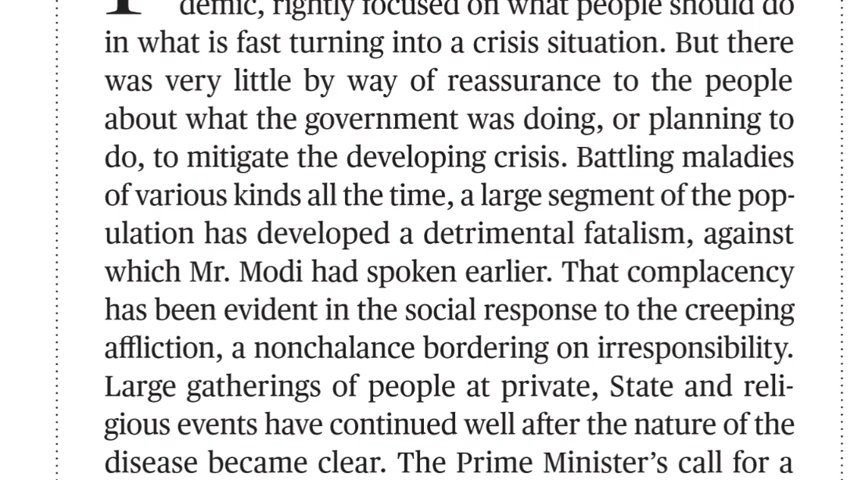 demic, rightly focused on what people should do
in what is fast turning into a crisis situation. But there
was very little by way of reassurance to the people
about what the government was doing, or planning to
do, to mitigate the developing crisis. Battling maladies
of various kinds all the time, a large segment of the pop-
ulation has developed a detrimental fatalism, against
which Mr. Modi had spoken earlier. That complacency
has been evident in the social response to the creeping
affliction, a nonchalance bordering on irresponsibility.
Large gatherings of people at private, State and reli-
gious events have continued well after the nature of the
disease became clear. The Prime Minister’s call for a